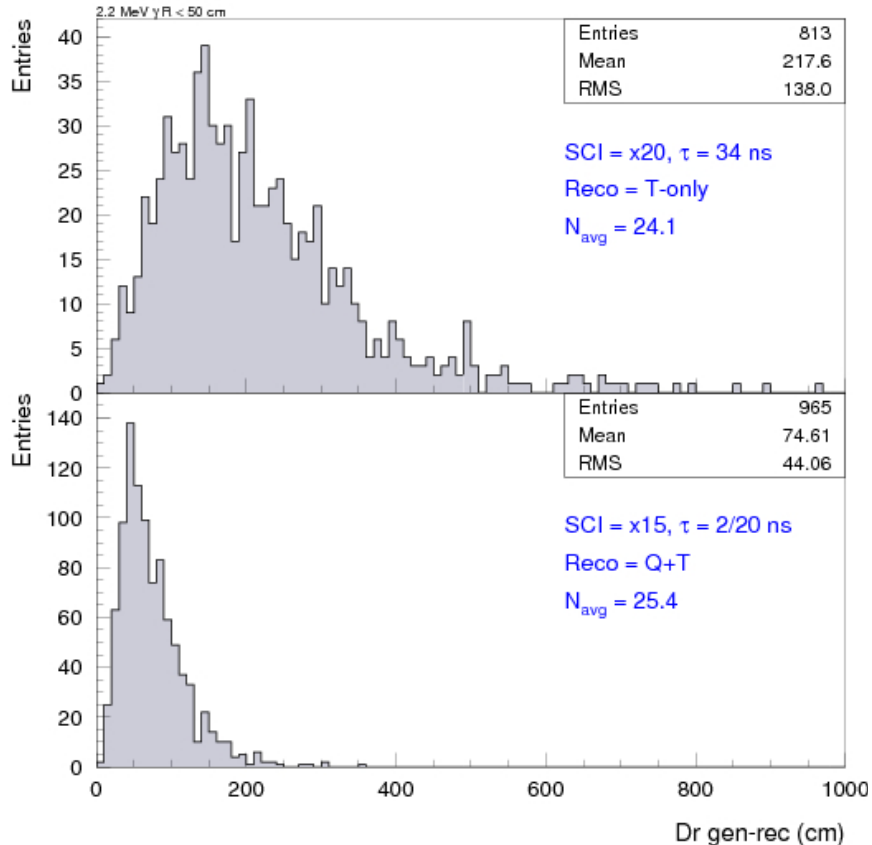 2.2 MeV γ R < 50 cm
Entries
40
35
30
25
20
15
10
5
0
Entries 813
Mean 217.6
RMS 138.0
SCI = x20, τ = 34 ns
Reco = T-only
N_avg = 24.1
Entries
140
120
100
80
60
40
20
0
Entries 965
Mean 74.61
RMS 44.06
SCI = x15, τ = 2/20 ns
Reco = Q+T
N_avg = 25.4
0 200 400 600 800 1000
Dr gen-rec (cm)